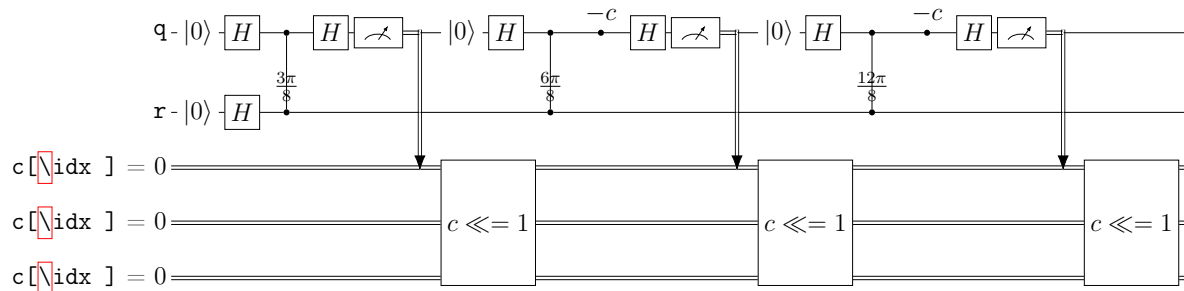 −c −c
q |0⟩ H H |0⟩ H H |0⟩ H H
3π/8 6π/8 12π/8
r |0⟩ H
c[\idx ] = 0
c[\idx ] = 0 c ≪= 1 c ≪= 1 c ≪= 1
c[\idx ] = 0